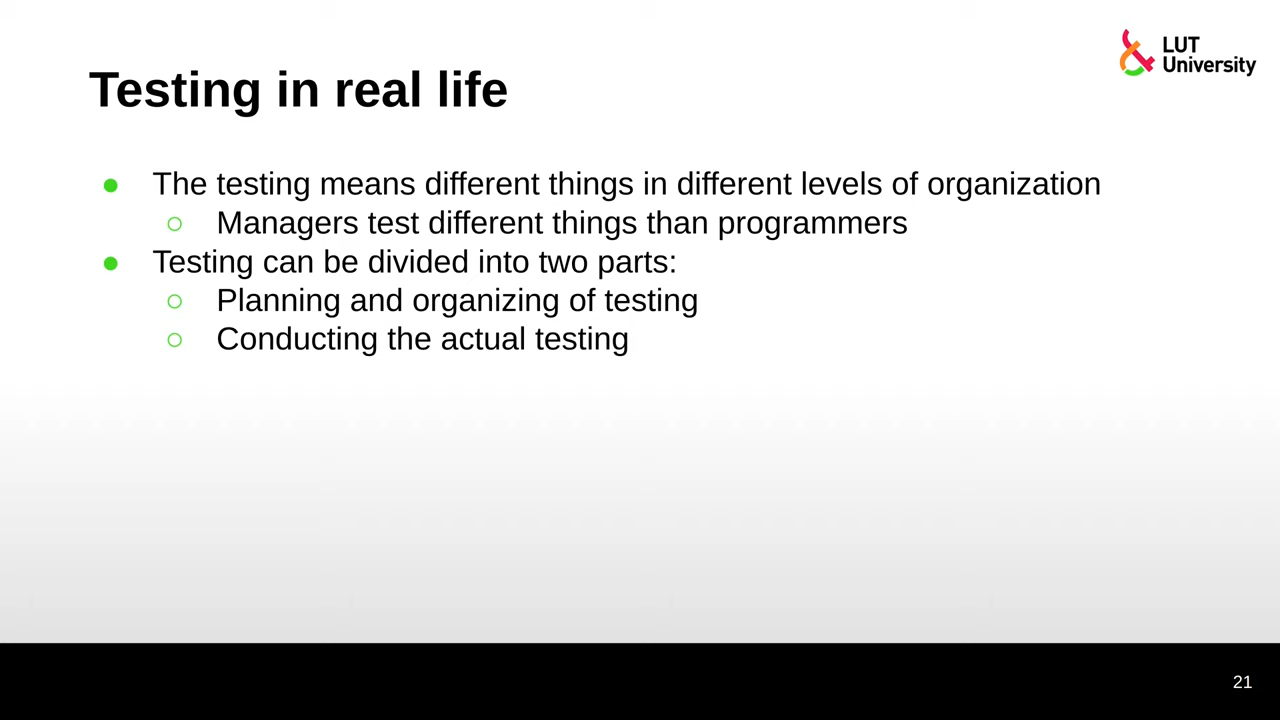 LUT
University
Testing in real life
● The testing means different things in different levels of organization
○ Managers test different things than programmers
● Testing can be divided into two parts:
○ Planning and organizing of testing
○ Conducting the actual testing
21